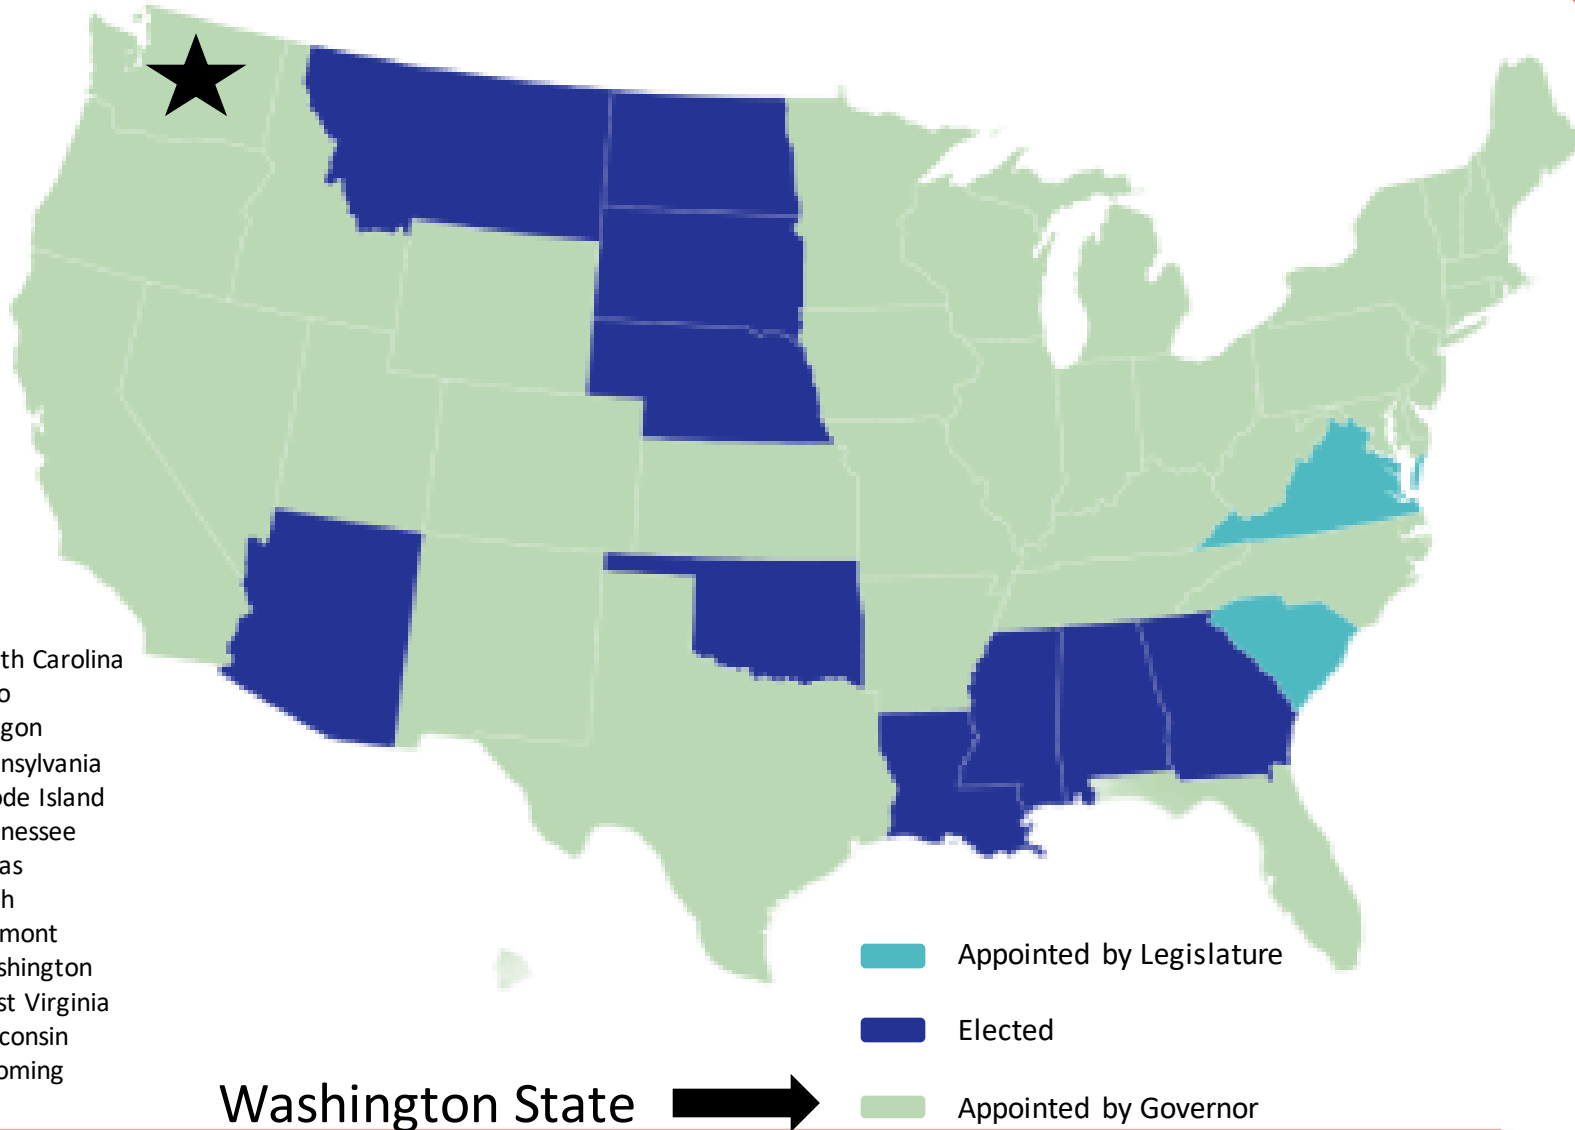 th Carolina
o
gon
nsylvania
ode Island
nessee
as
h
mont
shington
st Virginia
consin
oming
Appointed by Legislature
Elected
Washington State
Appointed by Governor